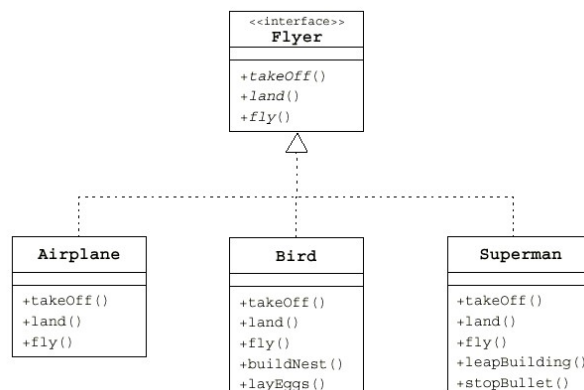 <<interface>>
Flyer
+takeOff()
+land()
+fly()
Airplane
+takeOff()
+land()
+fly()
Bird
+takeOff()
+land()
+fly()
+buildNest()
+layEggs()
Superman
+takeOff()
+land()
+fly()
+leapBuilding()
+stopBullet()